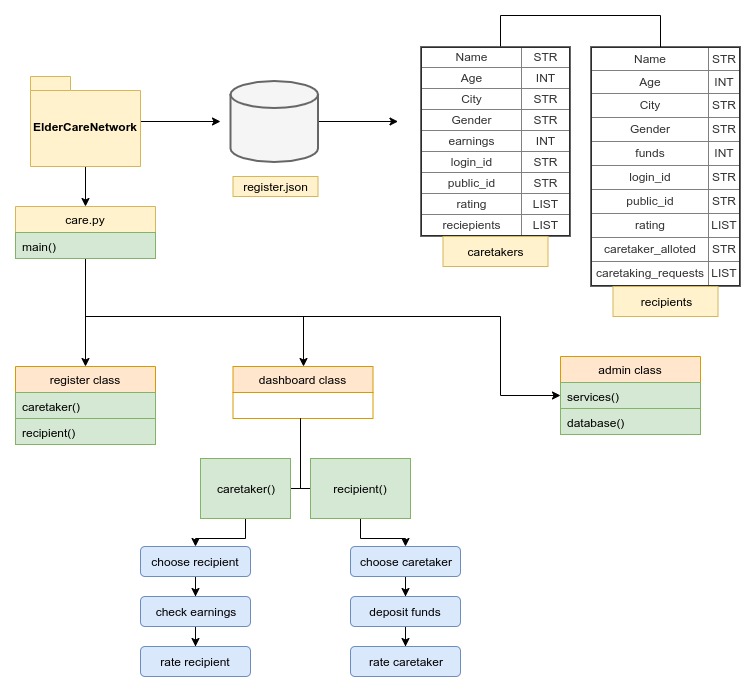 ElderCareNetwork
register.json
Name STR
Age INT
City STR
Gender STR
earnings INT
login_id STR
public_id STR
rating LIST
reciepients LIST
caretakers
Name STR
Age INT
City STR
Gender STR
funds INT
login_id STR
public_id STR
rating LIST
caretaker_alloted STR
caretaking_requests LIST
recipients
care.py
main()
register class
caretaker()
recipient()
dashboard class
admin class
services()
database()
caretaker()
recipient()
choose recipient
check earnings
rate recipient
choose caretaker
deposit funds
rate caretaker